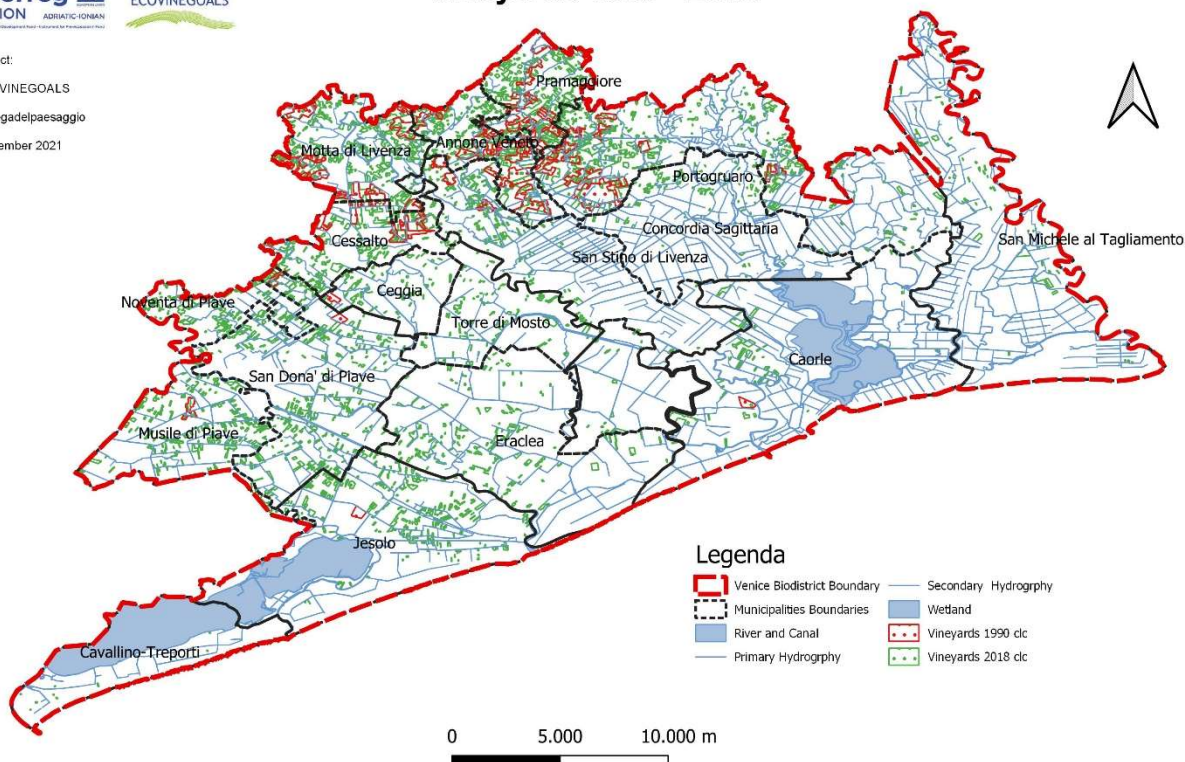 ADRIATIC-IONIAN
ECOVINEGOALS
Pramaggiore
Motta di Livenza
Annone Veneto
Portogruaro
Concordia Sagittaria
San Michele al Tagliamento
Cessalto
San Stino di Livenza
Ceggia
Noventa di Piave
Torre di Mosto
Caorle
San Dona' di Piave
Musile di Piave
Eraclea
Jesolo
Cavallino-Treporti
Legenda
Venice Biodistrict Boundary
Municipalities Boundaries
River and Canal
Primary Hydrogrphy
Secondary Hydrogrphy
Wetland
Vineyards 1990 clc
Vineyards 2018 clc
0 5.000 10.000 m